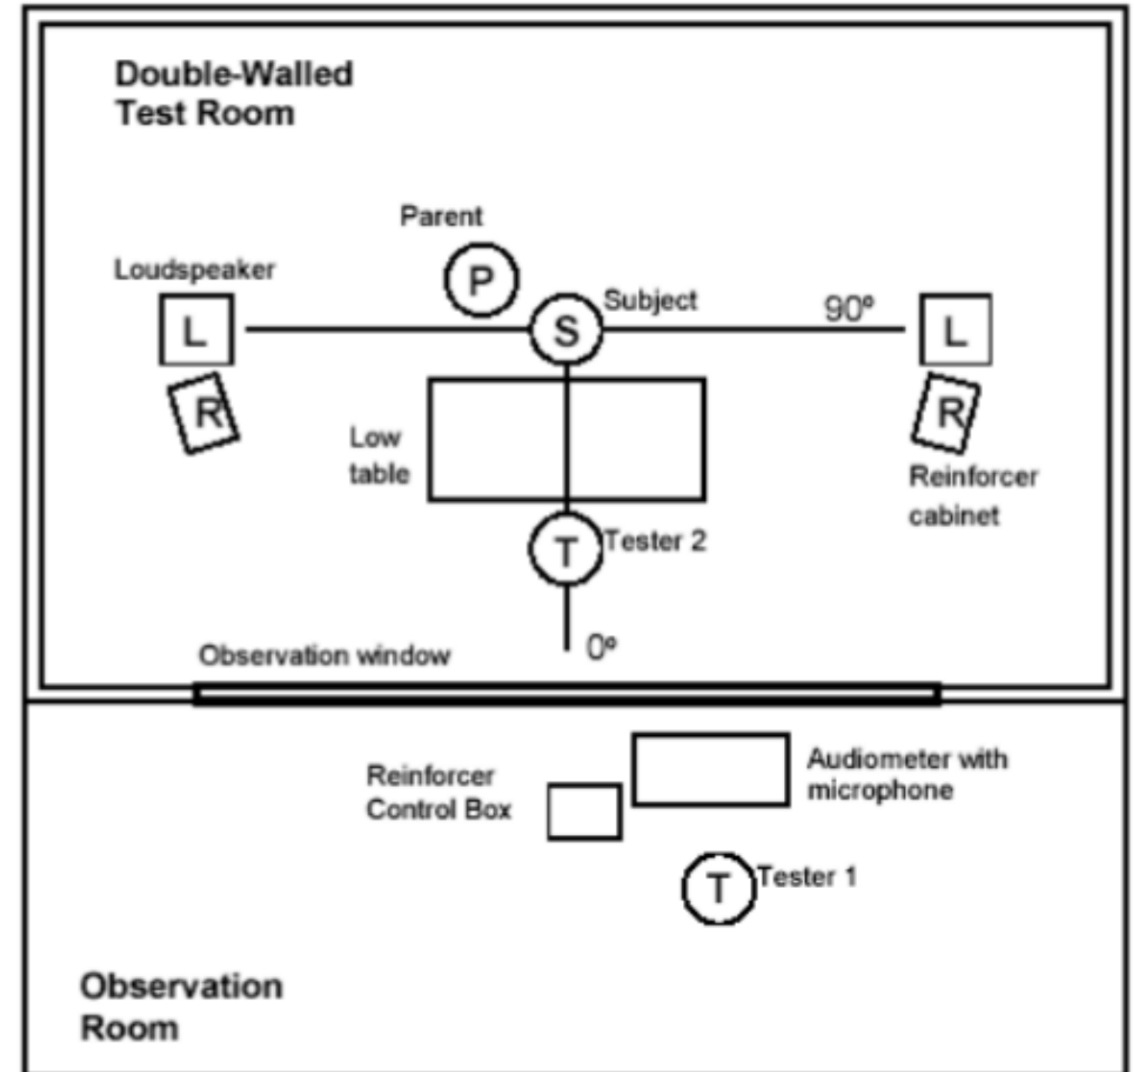 Double-Walled
Test Room
Parent
P
Loudspeaker
Subject
90º
L
S
L
R
R
Low
table
Reinforcer
cabinet
Tester 2
T
0º
Observation window
Audiometer with
microphone
Reinforcer
Control Box
Tester 1
T
Observation
Room